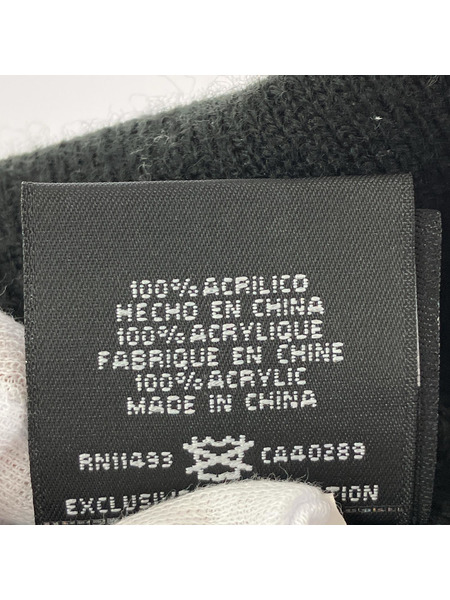 100% ACRILICO
HECHO EN CHINA
100% ACRYLIQUE
FABRIQUE EN CHINE
100% ACRYLIC
MADE IN CHINA
RN11493 CA40289